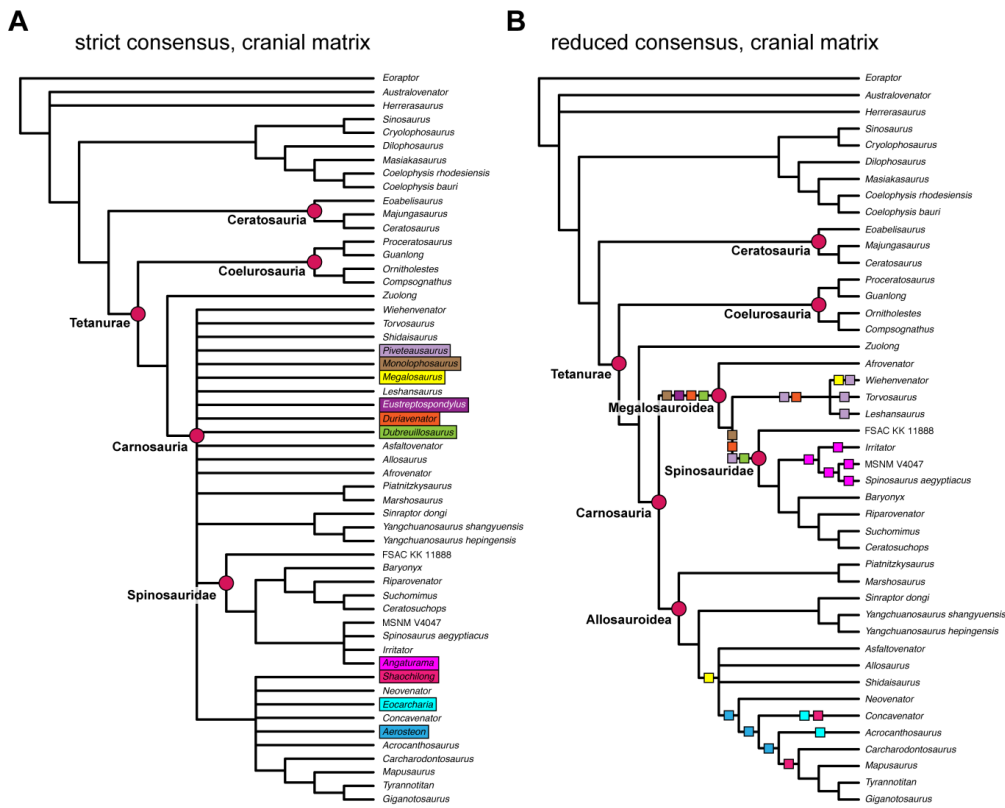 A
strict consensus, cranial matrix
Eoraptor
Australovenator
Herrerasaurus
Sinosaurus
Cryolophosaurus
Dilophosaurus
Masiakasaurus
Coelophysis rhodesiensis
Coelophysis bauri
Eoabelisaurus
Majungasaurus
Ceratosaurus
Ceratosauria
Proceratosaurus
Guanlong
Ornitholestes
Compsognathus
Coelurosauria
Zuolong
Tetanurae
Wiehenvenator
Torvosaurus
Shidaisaurus
Piveteausaurus
Monolophosaurus
Megalosaurus
Leshansaurus
Eustreptospondylus
Duriavenator
Dubreuillosaurus
Carnosauria
Asfaltovenator
Allosaurus
Afrovenator
Piatnitzkysaurus
Marshosaurus
Sinraptor dongi
Yangchuanosaurus shangyuensis
Yangchuanosaurus hepingensis
FSAC KK 11888
Baryonyx
Riparovenator
Suchomimus
Ceratosuchops
Spinosauridae
MSNM V4047
Spinosaurus aegyptiacus
Irritator
Angaturama
Shaochilong
Neovenator
Eocarcharia
Concavenator
Aerosteon
Acrocanthosaurus
Carcharodontosaurus
Mapusaurus
Tyrannotitan
Giganotosaurus
B
reduced consensus, cranial matrix
Eoraptor
Australovenator
Herrerasaurus
Sinosaurus
Cryolophosaurus
Dilophosaurus
Masiakasaurus
Coelophysis rhodesiensis
Coelophysis bauri
Eoabelisaurus
Majungasaurus
Ceratosaurus
Ceratosauria
Proceratosaurus
Guanlong
Ornitholestes
Compsognathus
Coelurosauria
Zuolong
Tetanurae
Afrovenator
Wiehenvenator
Torvosaurus
Leshansaurus
Megalosauroidea
FSAC KK 11888
Irritator
MSNM V4047
Spinosaurus aegyptiacus
Spinosauridae
Baryonyx
Riparovenator
Suchomimus
Ceratosuchops
Carnosauria
Piatnitzkysaurus
Marshosaurus
Allosauroidea
Sinraptor dongi
Yangchuanosaurus shangyuensis
Yangchuanosaurus hepingensis
Asfaltovenator
Allosaurus
Shidaisaurus
Neovenator
Concavenator
Acrocanthosaurus
Carcharodontosaurus
Mapusaurus
Tyrannotitan
Giganotosaurus